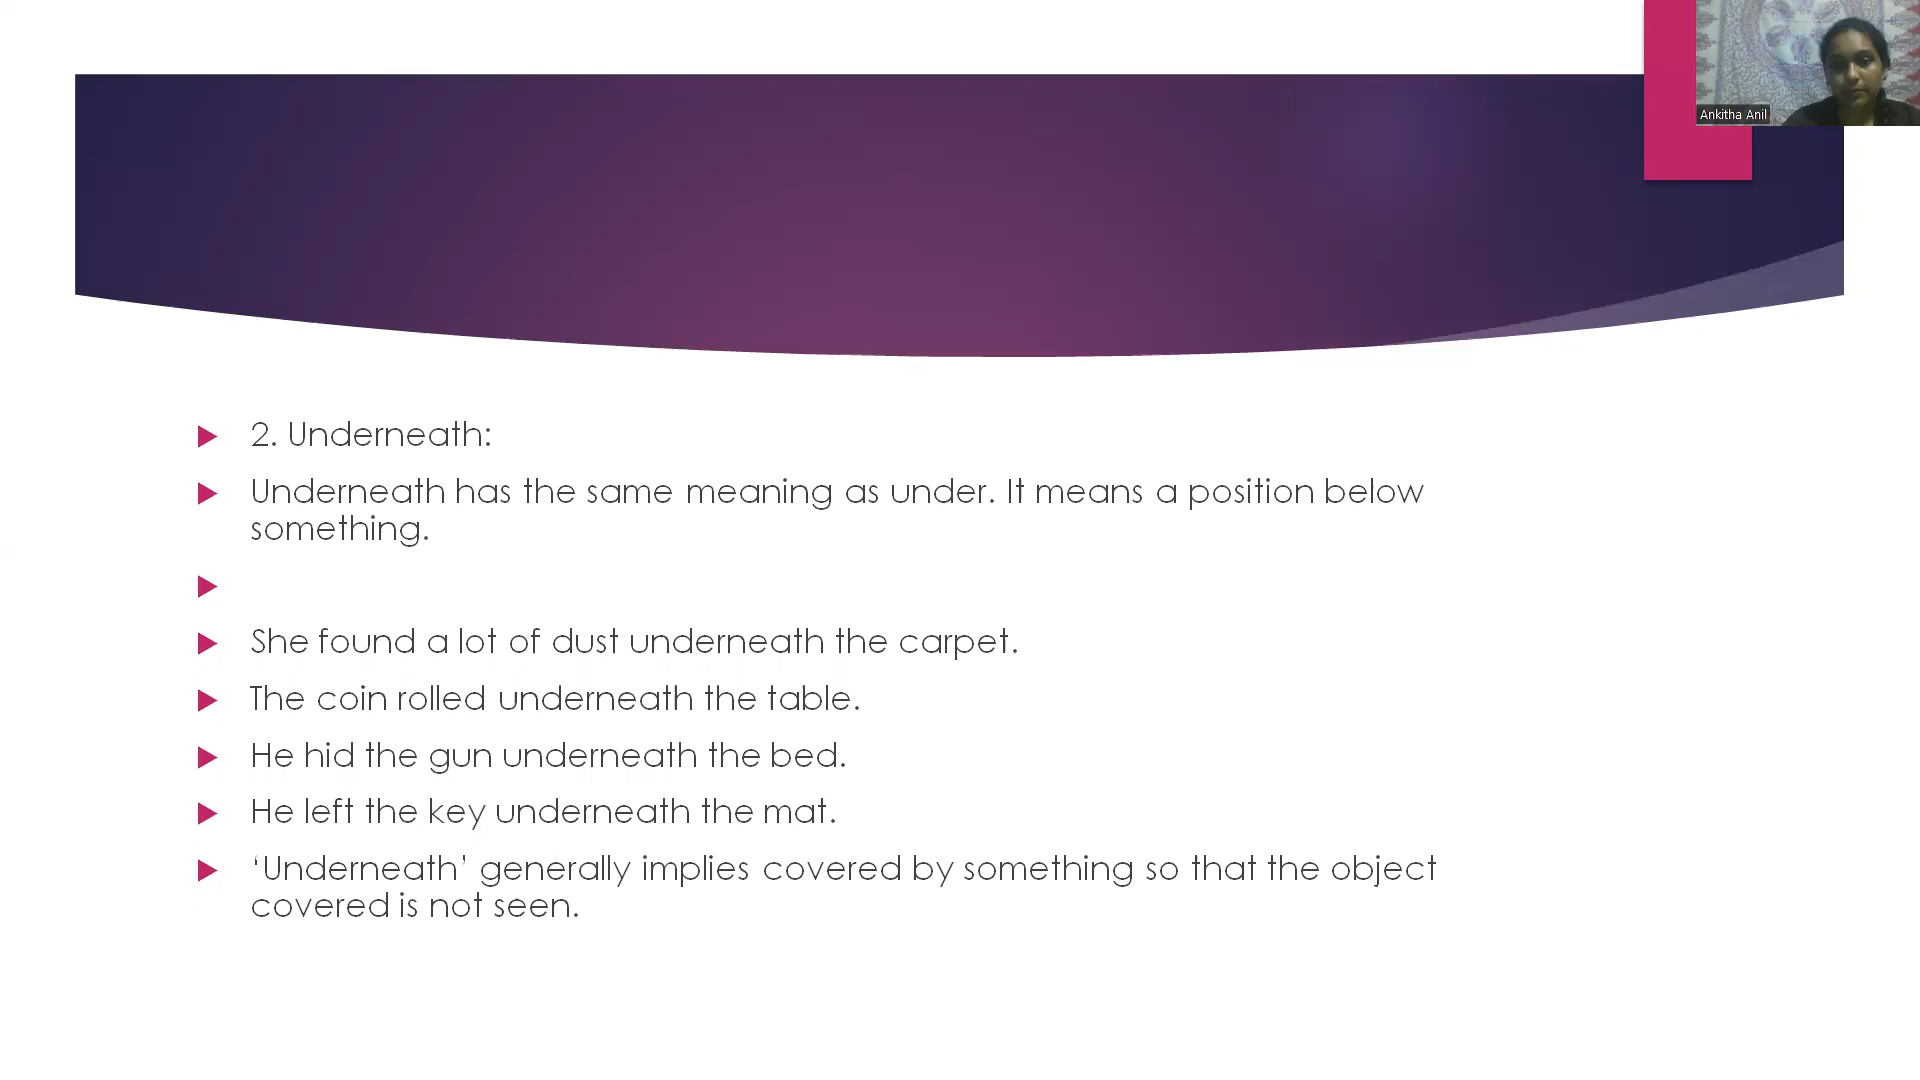 Ankitha Anil
2. Underneath:
Underneath has the same meaning as under. It means a position below
something.
She found a lot of dust underneath the carpet.
The coin rolled underneath the table.
He hid the gun underneath the bed.
He left the key underneath the mat.
‘Underneath’ generally implies covered by something so that the object
covered is not seen.